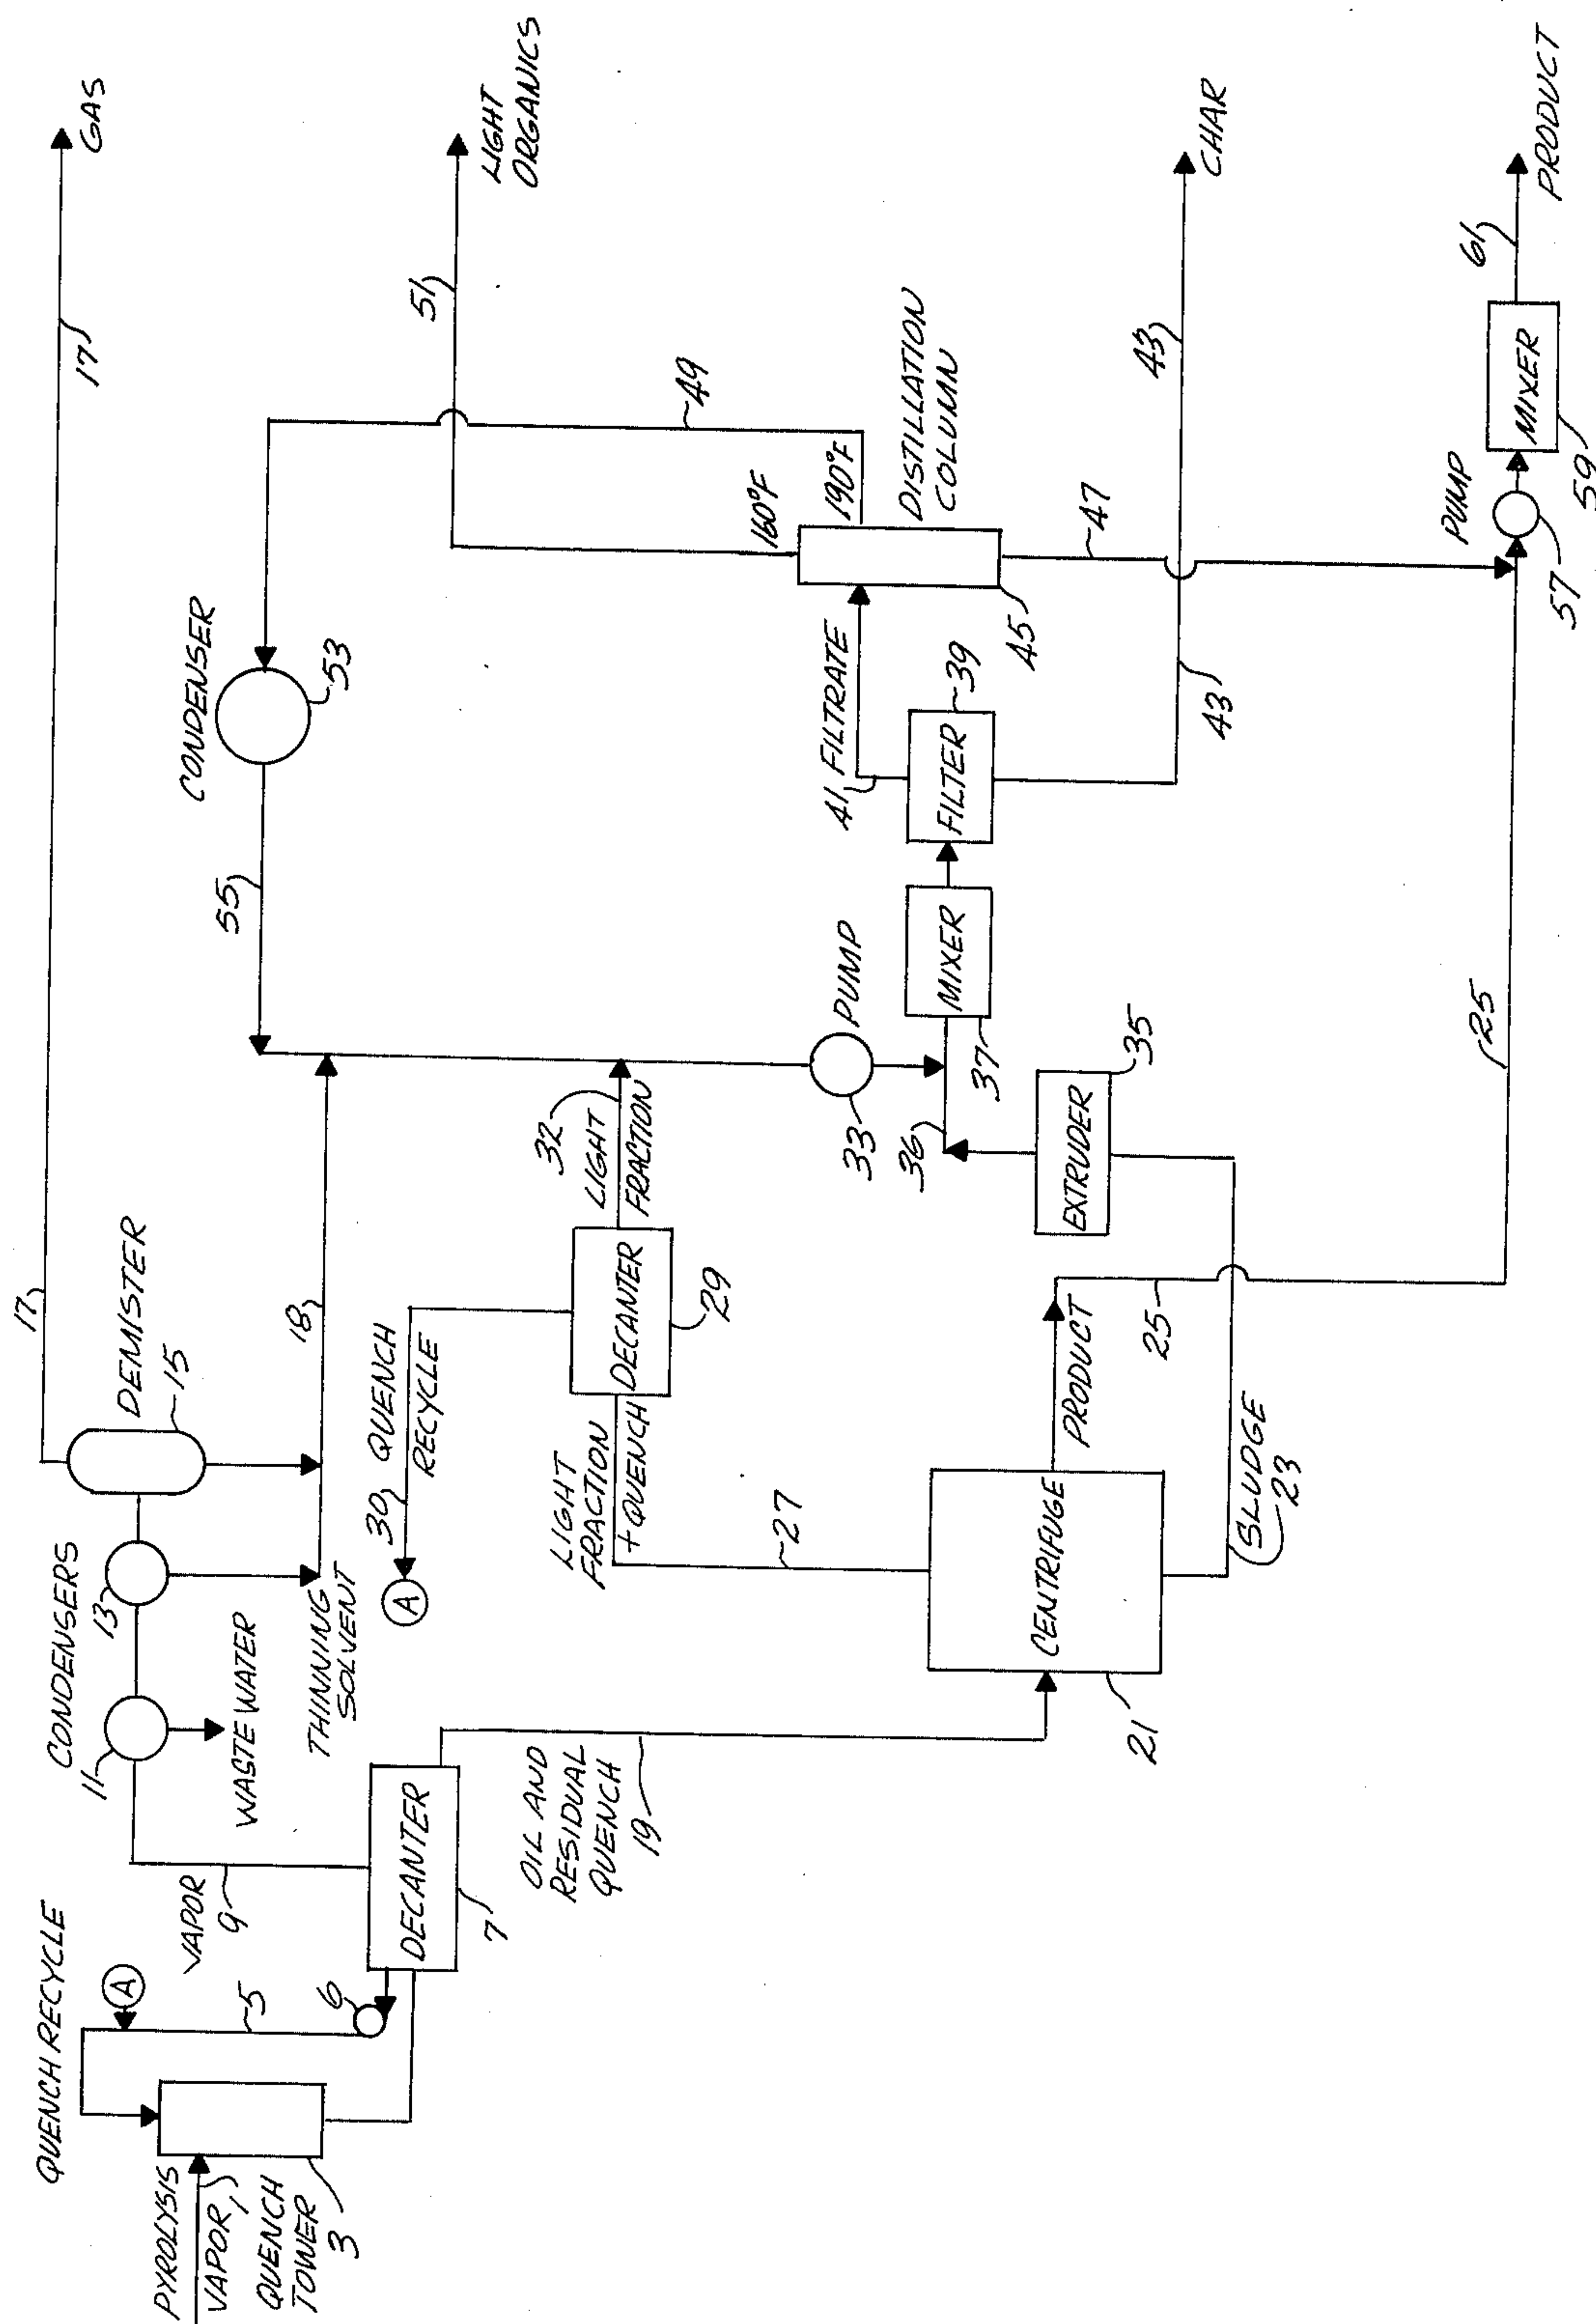 QUENCH RECYCLE
A
5
6
PYROLYSIS
VAPOR, 1
QUENCH
TOWER
3
VAPOR
9
DECANTER
7
CONDENSERS
11
13
WASTE WATER
THINNING
SOLVENT
DEMISTER
15
17
17
GAS
18
OIL AND
RESIDUAL
QUENCH
19
30 QUENCH
RECYCLE
A
LIGHT
FRACTION
+ QUENCH
27
DECANTER
29
32
LIGHT
FRACTION
CENTRIFUGE
21
PRODUCT
25
SLUDGE
23
EXTRUDER
35
36
PUMP
33
MIXER
37
FILTER
39
41 FILTRATE
43
43
CHAR
CONDENSER
53
55
160°F
190°F
DISTILLATION
COLUMN
45
47
49
51
LIGHT
ORGANICS
25
PUMP
57
MIXER
59
61
PRODUCT